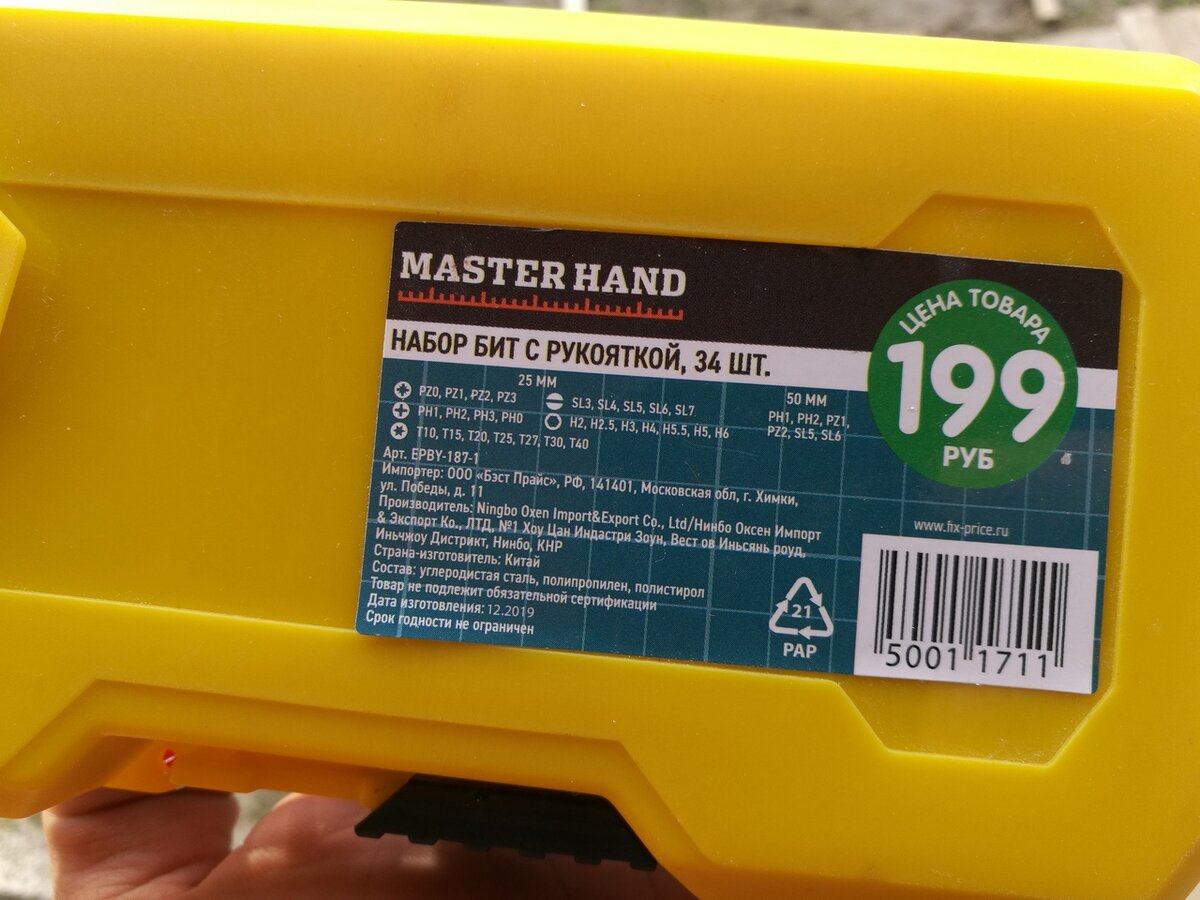 MASTER HAND
НАБОР БИТ С РУКОЯТКОЙ, 34 ШТ.
ЦЕНА ТОВАРА
199
РУБ
25 ММ
PZ0, PZ1, PZ2, PZ3
PH1, PH2, PH3, PH0
T10, T15, T20, T25, T27, T30, T40
SL3, SL4, SL5, SL6, SL7
H2, H2.5, H3, H4, H5.5, H5, H6
50 ММ
PH1, PH2, PZ1,
PZ2, SL5, SL6
Арт. EPBY-187-1
Импортер: ООО «Бэст Прайс», РФ, 141401, Московская обл, г. Химки,
ул. Победы, д. 11
Производитель: Ningbo Oxen Import&Export Co., Ltd/Нинбо Оксен Импорт
& Экспорт Ко., ЛТД, №1 Хоу Цан Индастри Зоун, Вест ов Иньсянь роуд,
Иньчжоу Дистрикт, Нинбо, КНР
Страна-изготовитель: Китай
Состав: углеродистая сталь, полипропилен, полистирол
Товар не подлежит обязательной сертификации
Дата изготовления: 12.2019
Срок годности не ограничен
21
PAP
www.fix-price.ru
5001 1711